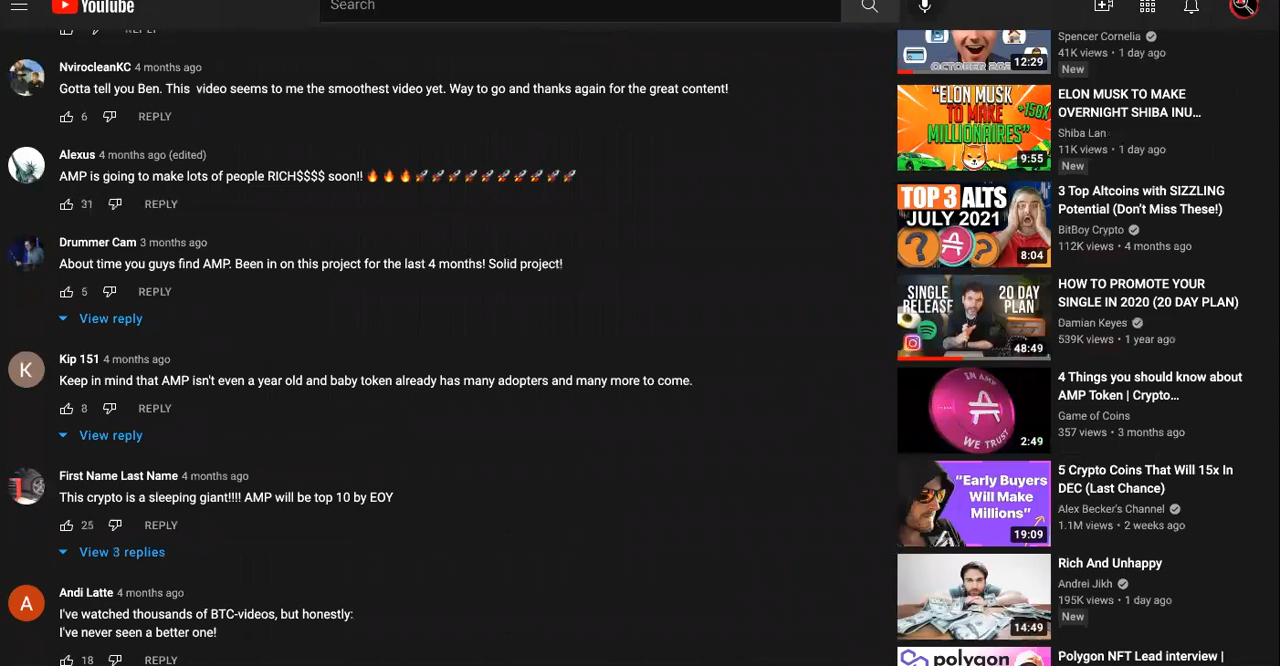 YouTube
Search
REPLY
NvirocleanKC 4 months ago
Gotta tell you Ben. This video seems to me the smoothest video yet. Way to go and thanks again for the great content!
6 REPLY
Alexus 4 months ago (edited)
AMP is going to make lots of people RICH$$$$ soon!! 🔥🔥🔥🚀🚀🚀🚀🚀🚀🚀🚀🚀🚀
31 REPLY
Drummer Cam 3 months ago
About time you guys find AMP. Been in on this project for the last 4 months! Solid project!
5 REPLY
View reply
K
Kip 151 4 months ago
Keep in mind that AMP isn't even a year old and baby token already has many adopters and many more to come.
8 REPLY
View reply
First Name Last Name 4 months ago
This crypto is a sleeping giant!!!! AMP will be top 10 by EOY
25 REPLY
View 3 replies
A
Andi Latte 4 months ago
I've watched thousands of BTC-videos, but honestly:
I've never seen a better one!
18 REPLY
12:29
Spencer Cornelia
41K views • 1 day ago
New
"ELON MUSK
TO MAKE
MILLIONAIRES"
+150X
9:55
ELON MUSK TO MAKE
OVERNIGHT SHIBA INU...
Shiba Lan
11K views • 1 day ago
New
TOP 3 ALTS
JULY 2021
8:04
3 Top Altcoins with SIZZLING
Potential (Don't Miss These!)
BitBoy Crypto
112K views • 4 months ago
SINGLE
RELEASE
20 DAY
PLAN
48:49
HOW TO PROMOTE YOUR
SINGLE IN 2020 (20 DAY PLAN)
Damian Keyes
539K views • 1 year ago
IN AMP
WE TRUST
2:49
4 Things you should know about
AMP Token | Crypto...
Game of Coins
357 views • 3 months ago
"Early Buyers
Will Make
Millions"
19:09
5 Crypto Coins That Will 15x In
DEC (Last Chance)
Alex Becker's Channel
1.1M views • 2 weeks ago
14:49
Rich And Unhappy
Andrei Jikh
195K views • 1 day ago
New
polygon
Polygon NFT Lead interview |